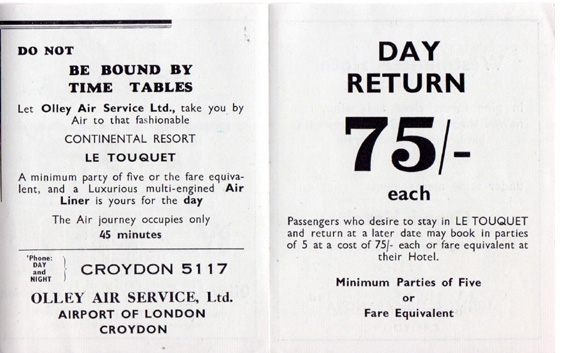 DO NOT
BE BOUND BY
TIME TABLES
Let Olley Air Service Ltd., take you by
Air to that fashionable
CONTINENTAL RESORT
LE TOUQUET
A minimum party of five or the fare equiva-
lent, and a Luxurious multi-engined Air
Liner is yours for the day
The Air journey occupies only
45 minutes
'Phone:
DAY
and
NIGHT
CROYDON 5117
OLLEY AIR SERVICE, Ltd.
AIRPORT OF LONDON
CROYDON
DAY
RETURN
75/-
each
Passengers who desire to stay in LE TOUQUET
and return at a later date may book in parties
of 5 at a cost of 75/- each or fare equivalent at
their Hotel.
Minimum Parties of Five
or
Fare Equivalent